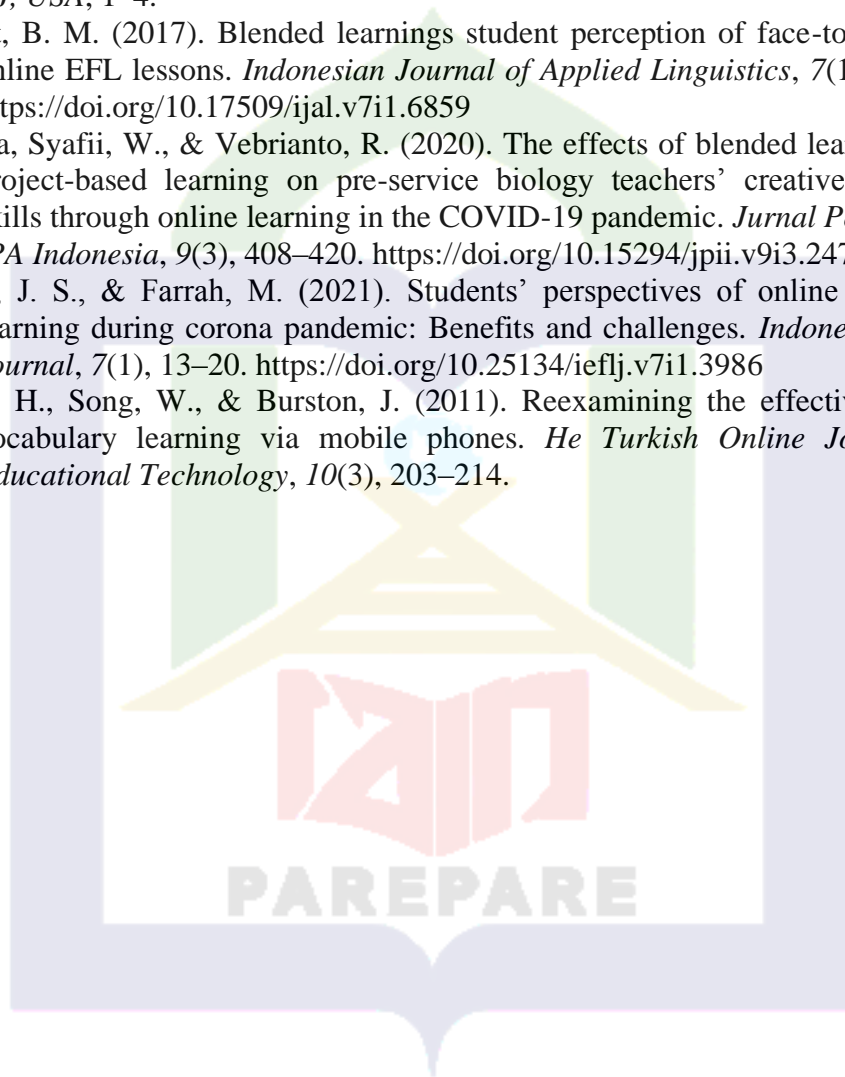 USA, 1–4.
, B. M. (2017). Blended learnings student perception of face-to
nline EFL lessons. Indonesian Journal of Applied Linguistics, 7(1
ttps://doi.org/10.17509/ijal.v7i1.6859
a, Syafii, W., & Vebrianto, R. (2020). The effects of blended lear
roject-based learning on pre-service biology teachers’ creative
kills through online learning in the COVID-19 pandemic. Jurnal P
PA Indonesia, 9(3), 408–420. https://doi.org/10.15294/jpii.v9i3.247
, J. S., & Farrah, M. (2021). Students’ perspectives of online
arning during corona pandemic: Benefits and challenges. Indone
ournal, 7(1), 13–20. https://doi.org/10.25134/ieflj.v7i1.3986
H., Song, W., & Burston, J. (2011). Reexamining the effectiv
ocabulary learning via mobile phones. He Turkish Online Jo
ducational Technology, 10(3), 203–214.
iain
PAREPARE